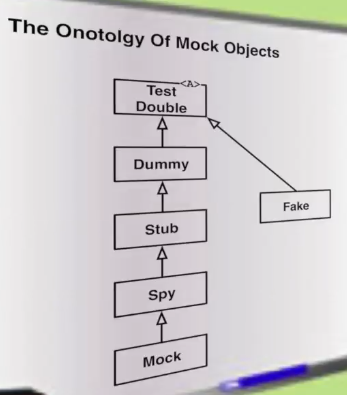 The Onotolgy Of Mock Objects
<A>
Test
Double
Dummy
Fake
Stub
Spy
Mock